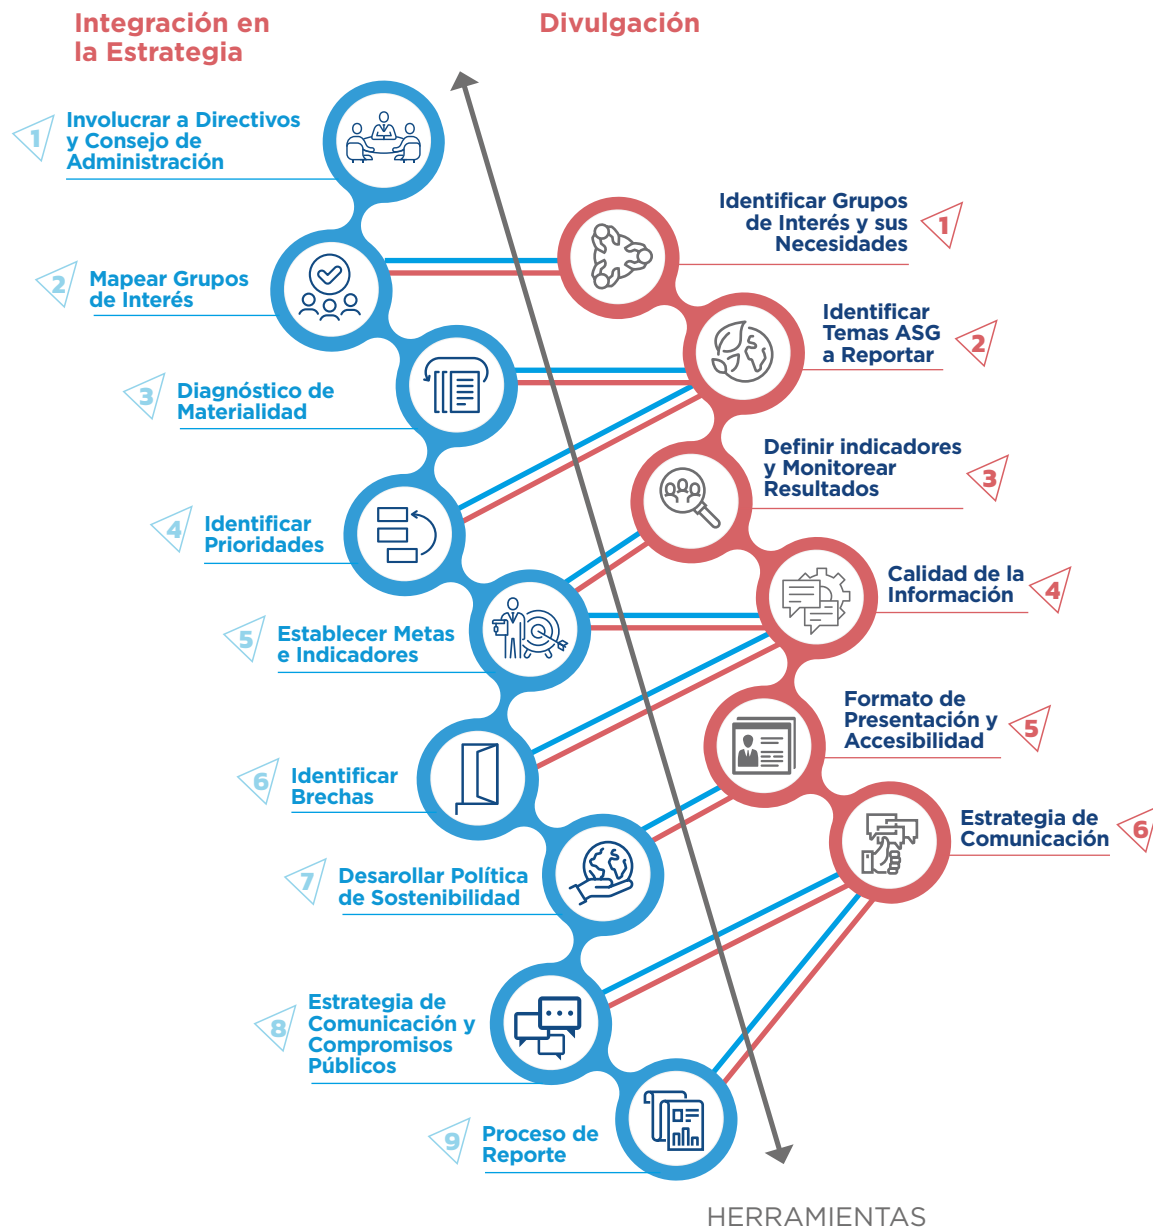 Integración en
la Estrategia
Divulgación
1
Involucrar a Directivos
y Consejo de
Administración
2
Mapear Grupos
de Interés
3
Diagnóstico de
Materialidad
4
Identificar
Prioridades
5
Establecer Metas
e Indicadores
6
Identificar
Brechas
7
Desarollar Política
de Sostenibilidad
8
Estrategia de
Comunicación y
Compromisos
Públicos
9
Proceso de
Reporte
Identificar Grupos
de Interés y sus
Necesidades
1
Identificar
Temas ASG
a Reportar
2
Definir indicadores
y Monitorear
Resultados
3
Calidad de la
Información
4
Formato de
Presentación y
Accesibilidad
5
Estrategia de
Comunicación
6
HERRAMIENTAS